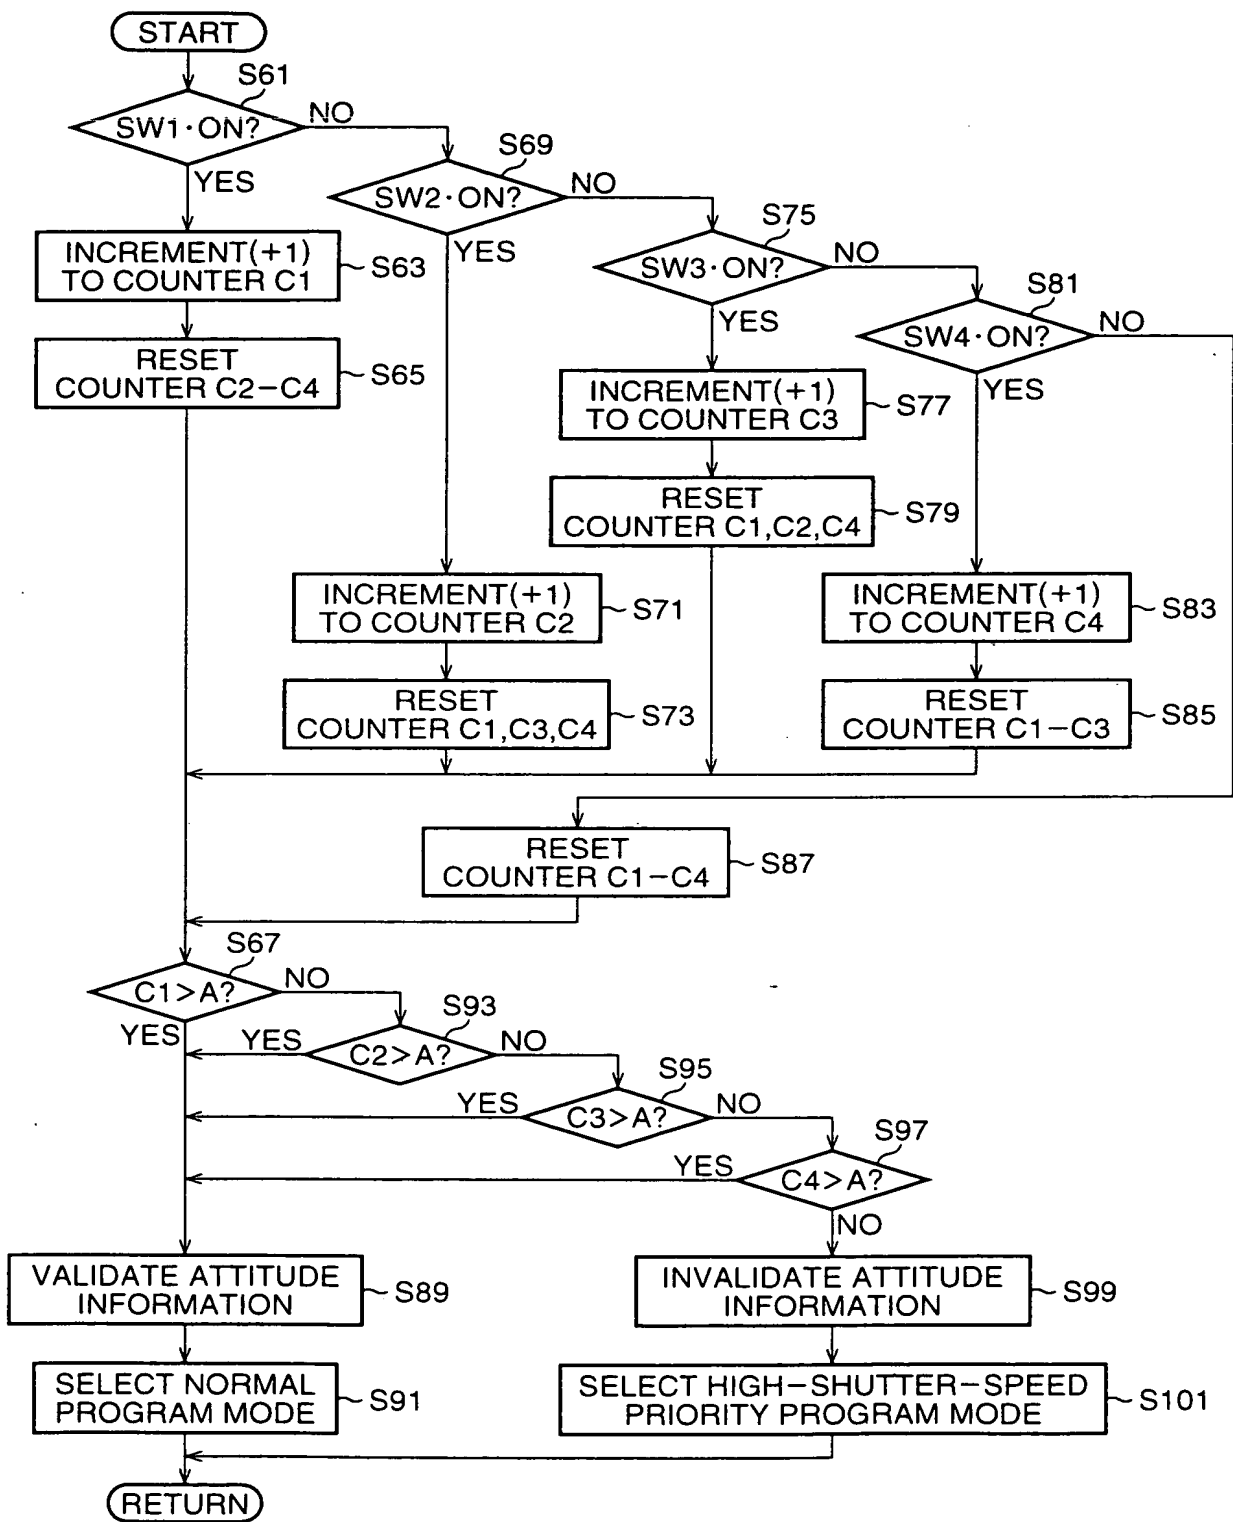 START
S61
SW1·ON?
NO
YES
S69
SW2·ON?
NO
YES
S75
SW3·ON?
NO
YES
S81
SW4·ON?
NO
YES
INCREMENT(+1)
TO COUNTER C1
S63
RESET
COUNTER C2-C4
S65
INCREMENT(+1)
TO COUNTER C3
S77
RESET
COUNTER C1,C2,C4
S79
INCREMENT(+1)
TO COUNTER C2
S71
INCREMENT(+1)
TO COUNTER C4
S83
RESET
COUNTER C1,C3,C4
S73
RESET
COUNTER C1-C3
S85
RESET
COUNTER C1-C4
S87
S67
C1>A?
NO
YES
S93
C2>A?
YES
NO
S95
C3>A?
YES
NO
S97
C4>A?
YES
NO
VALIDATE ATTITUDE
INFORMATION
S89
INVALIDATE ATTITUDE
INFORMATION
S99
SELECT NORMAL
PROGRAM MODE
S91
SELECT HIGH-SHUTTER-SPEED
PRIORITY PROGRAM MODE
S101
RETURN